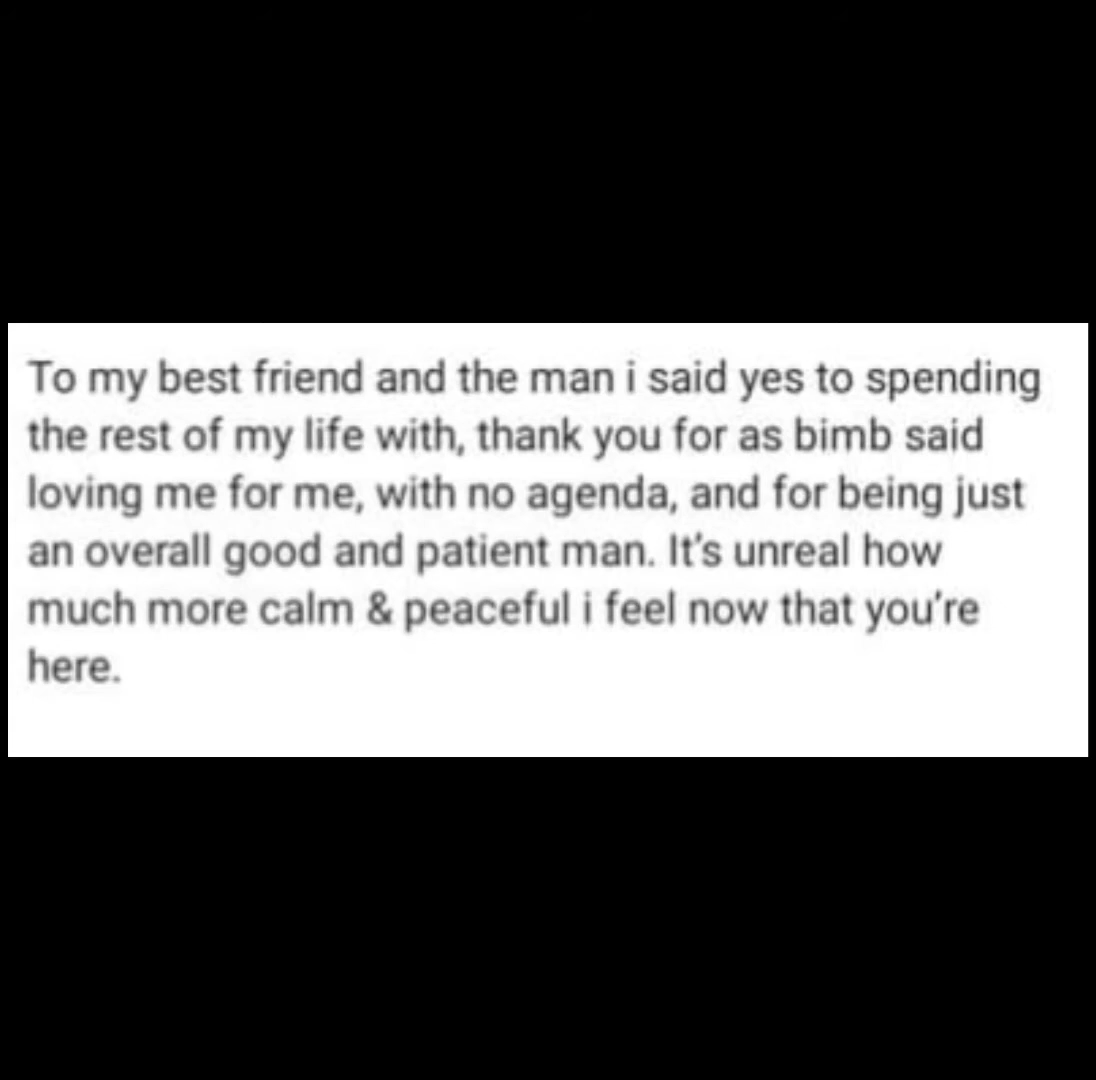 To my best friend and the man i said yes to spending
the rest of my life with, thank you for as bimb said
loving me for me, with no agenda, and for being just
an overall good and patient man. It's unreal how
much more calm & peaceful i feel now that you're
here.